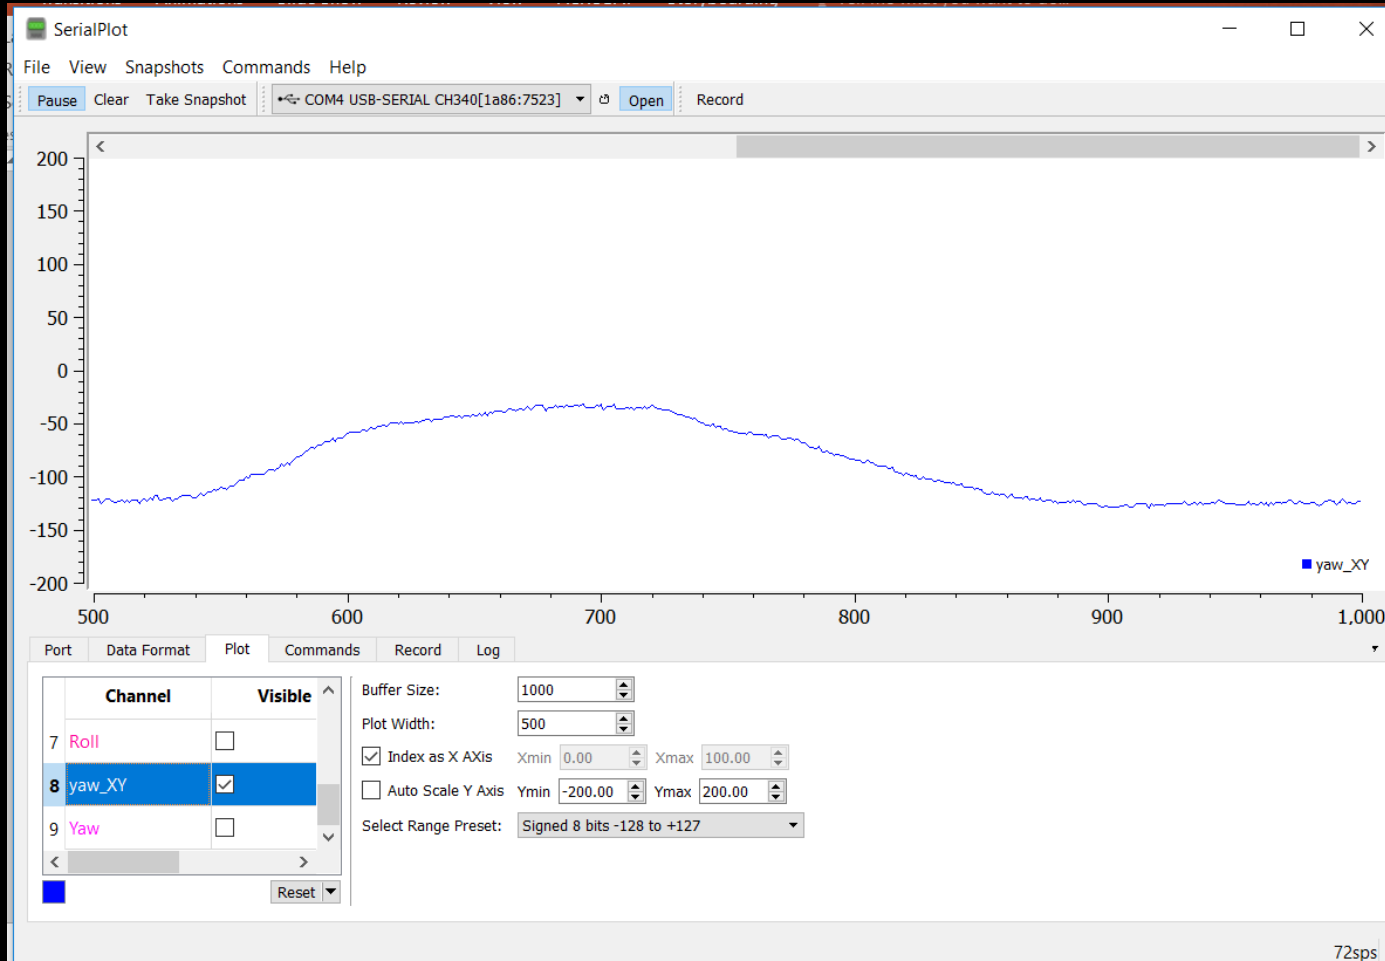 SerialPlot
File View Snapshots Commands Help
Pause Clear Take Snapshot COM4 USB-SERIAL CH340[1a86:7523] Open Record
200
150
100
50
0
-50
-100
-150
-200
yaw_XY
500 600 700 800 900 1,000
Port Data Format Plot Commands Record Log
Channel Visible
7 Roll
8 yaw_XY
9 Yaw
Reset
Buffer Size: 1000
Plot Width: 500
Index as X AXis Xmin 0.00 Xmax 100.00
Auto Scale Y Axis Ymin -200.00 Ymax 200.00
Select Range Preset: Signed 8 bits -128 to +127
72sps